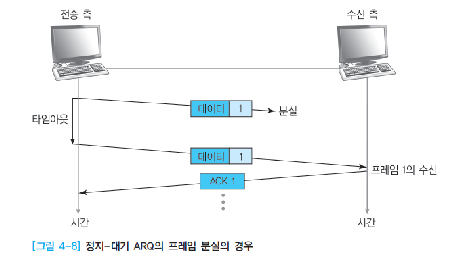 전송 측
수신 측
데이터 1
분실
타임아웃
데이터 1
프레임 1의 수신
ACK 1
시간
시간
[그림 4-8] 정지-대기 ARQ의 프레임 분실의 경우